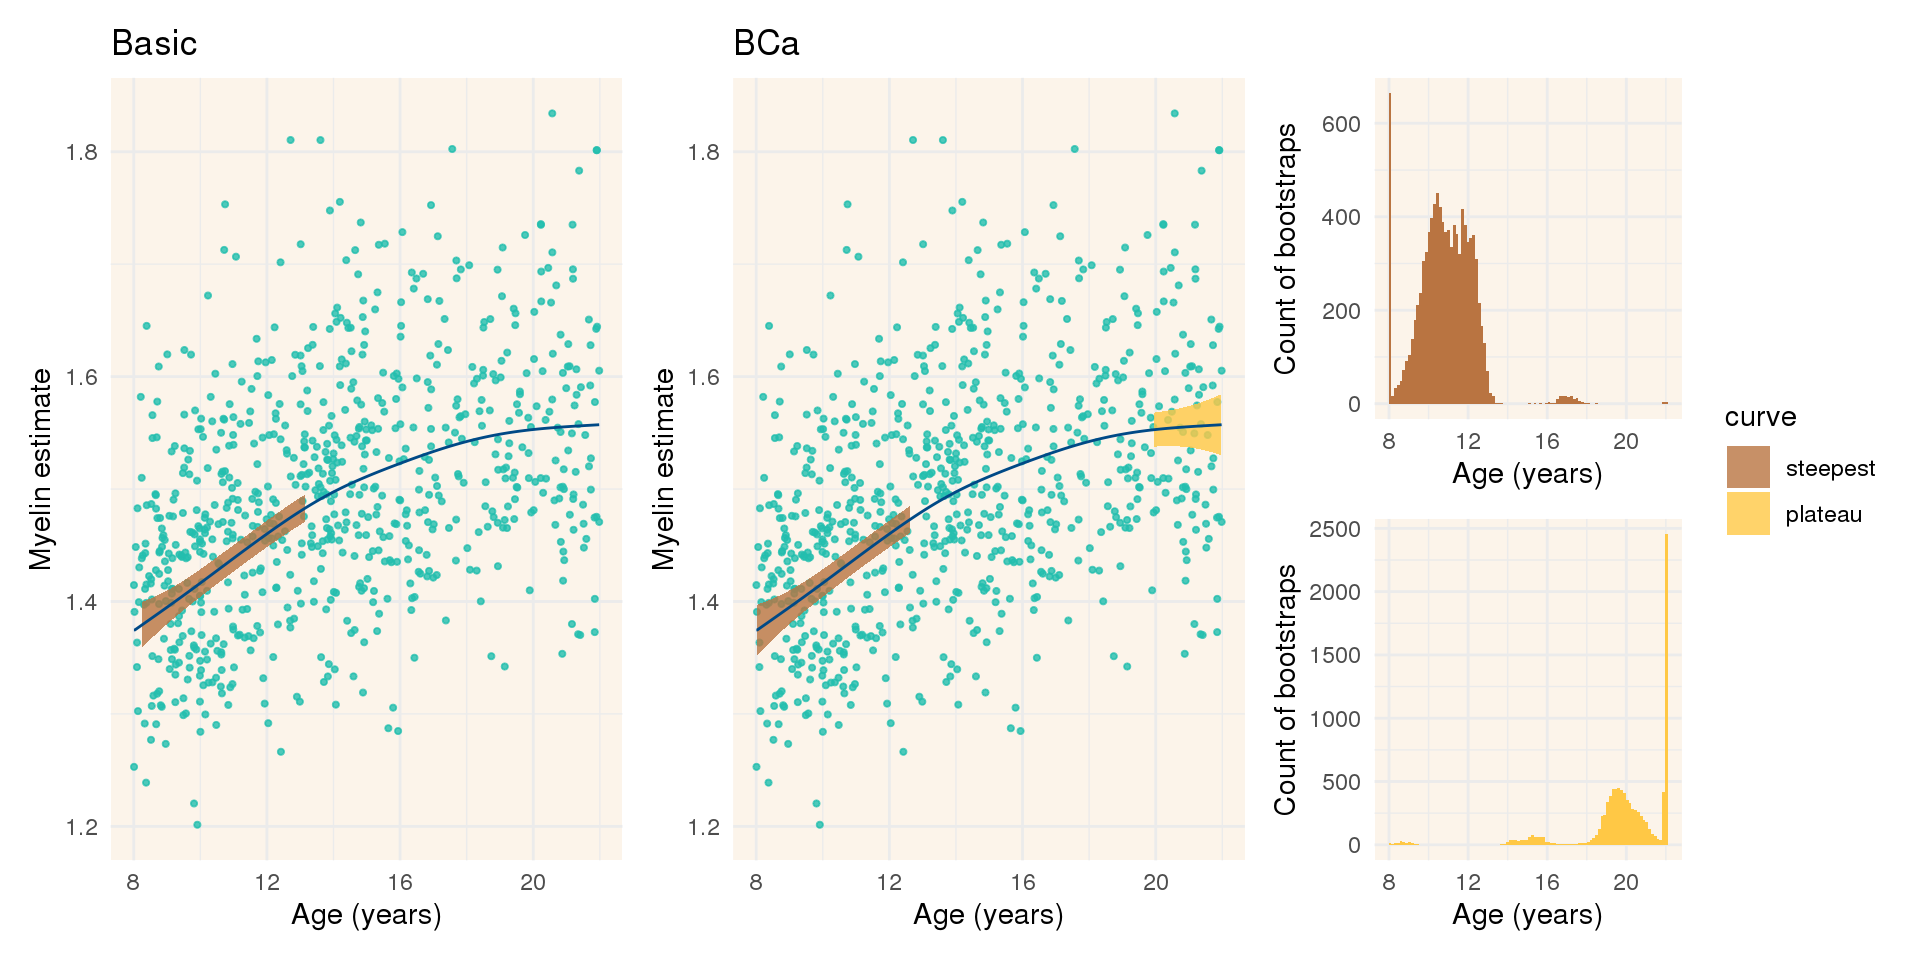 Basic
Myelin estimate
1.8
1.6
1.4
1.2
8 12 16 20
Age (years)
BCa
Myelin estimate
1.8
1.6
1.4
1.2
8 12 16 20
Age (years)
Count of bootstraps
600
400
200
0
8 12 16 20
Age (years)
Count of bootstraps
2500
2000
1500
1000
500
0
8 12 16 20
Age (years)
curve
steepest
plateau